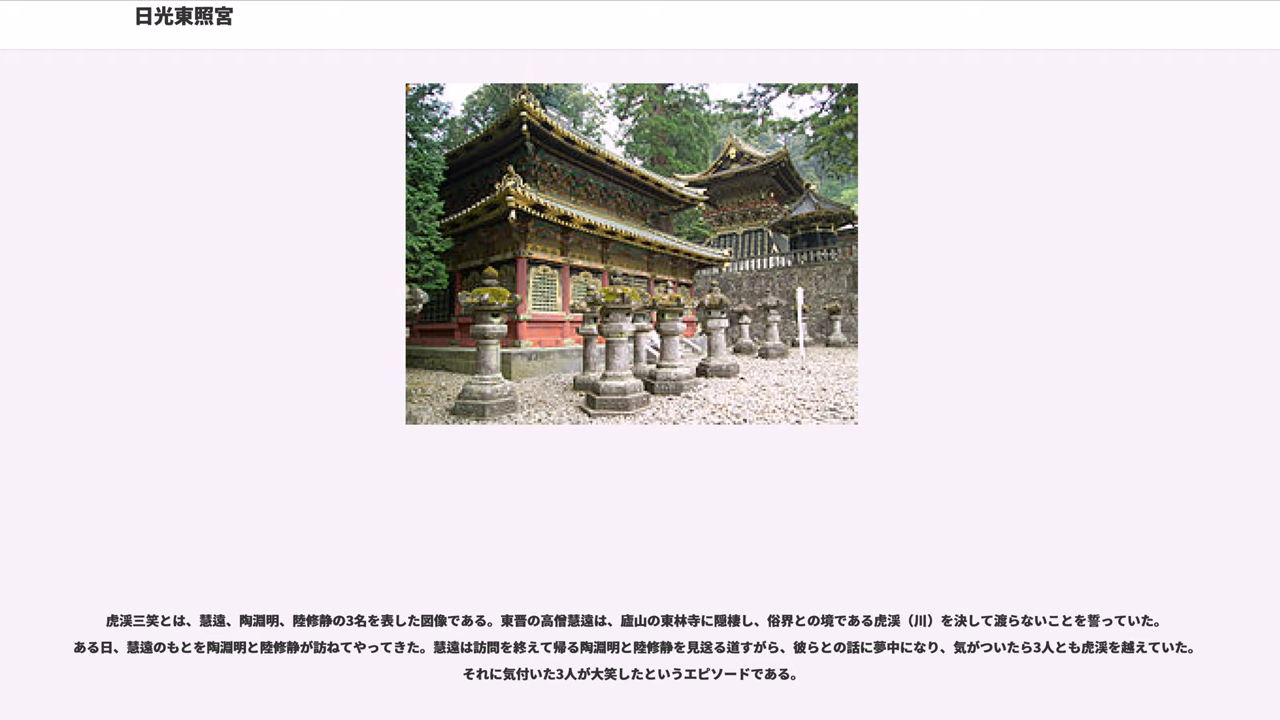 日光東照宮
虎渓三笑とは、慧遠、陶淵明、陸修静の3名を表した図像である。東晋の高僧慧遠は、廬山の東林寺に隠棲し、俗界との境である虎渓（川）を決して渡らないことを誓っていた。
ある日、慧遠のもとを陶淵明と陸修静が訪ねてやってきた。慧遠は訪問を終えて帰る陶淵明と陸修静を見送る道すがら、彼らとの話に夢中になり、気がついたら3人とも虎渓を越えていた。
それに気付いた3人が大笑したというエピソードである。